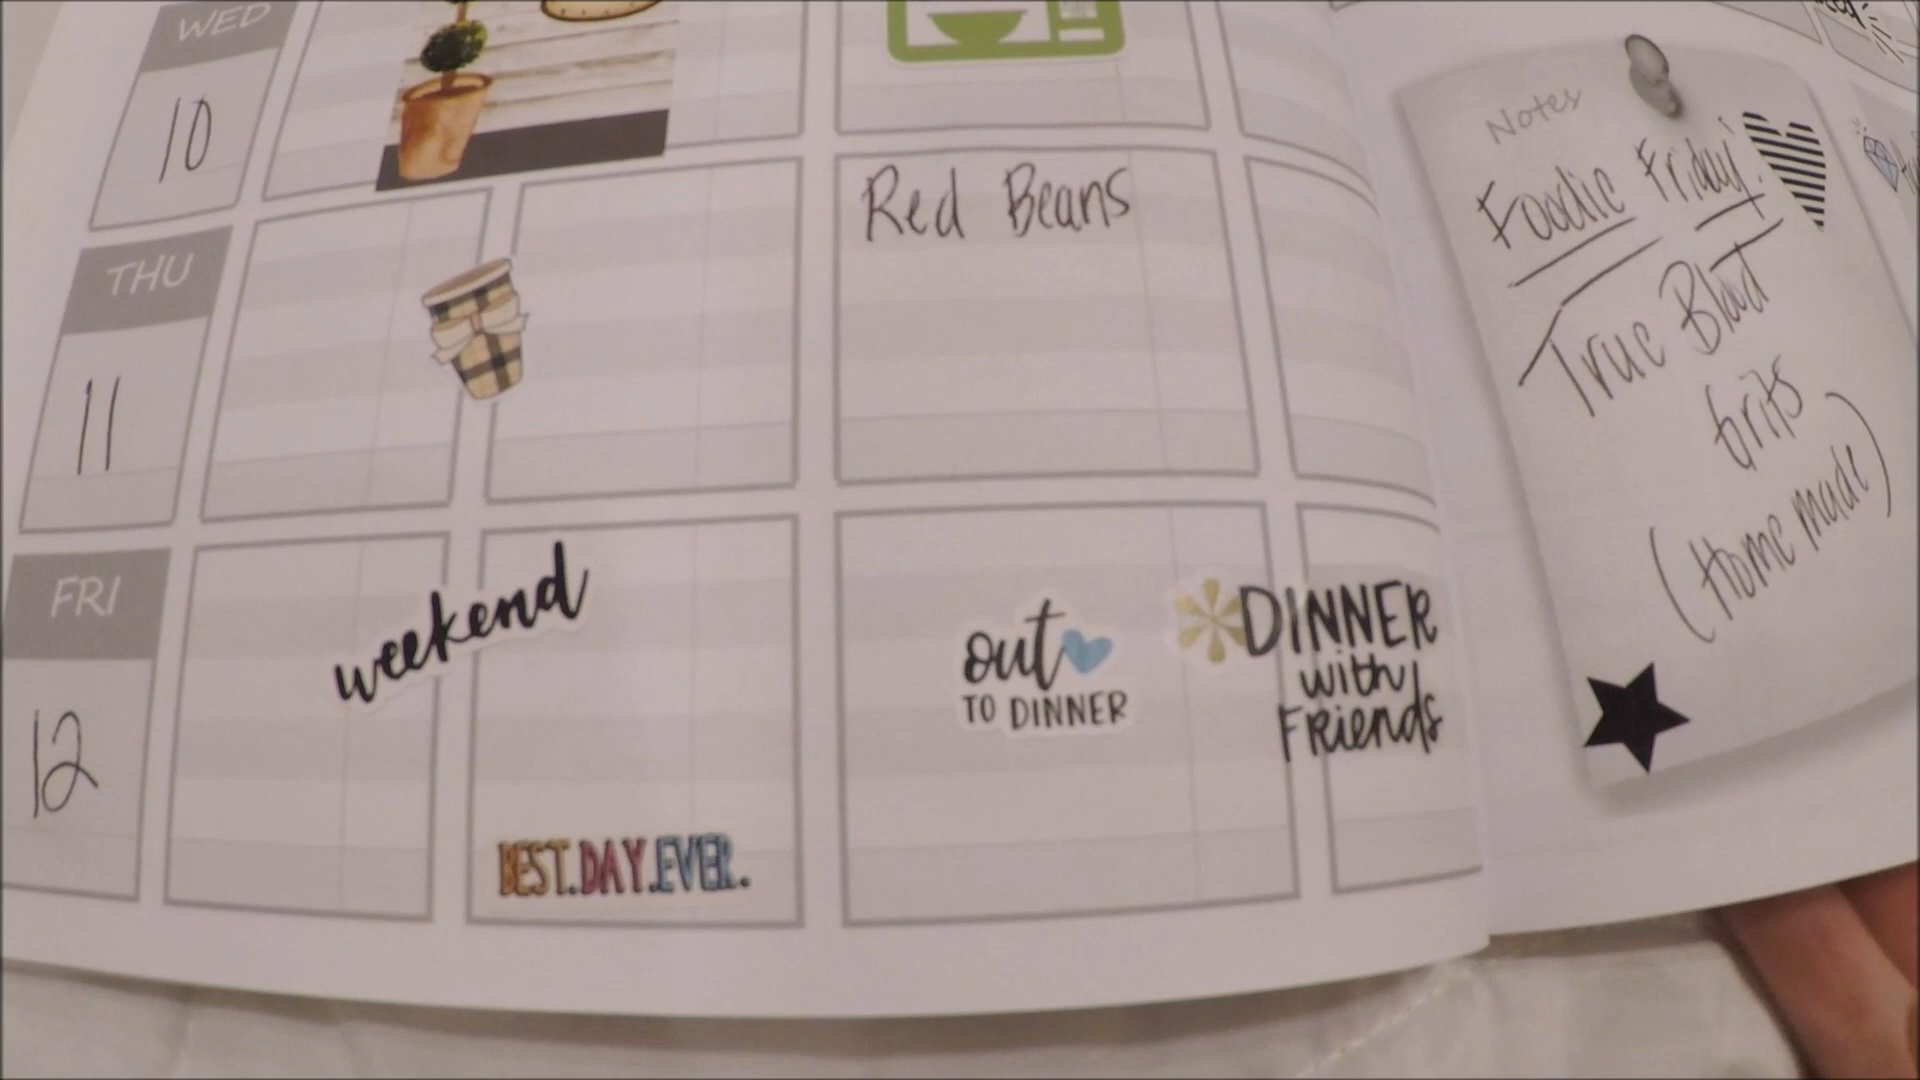 WED
10
THU
11
Red Beans
FRI
12
weekend
BEST.DAY.EVER.
out
TO DINNER
DINNER
with
Friends
Notes
Foodie Friday!
True Blood
Grits
(Home made)